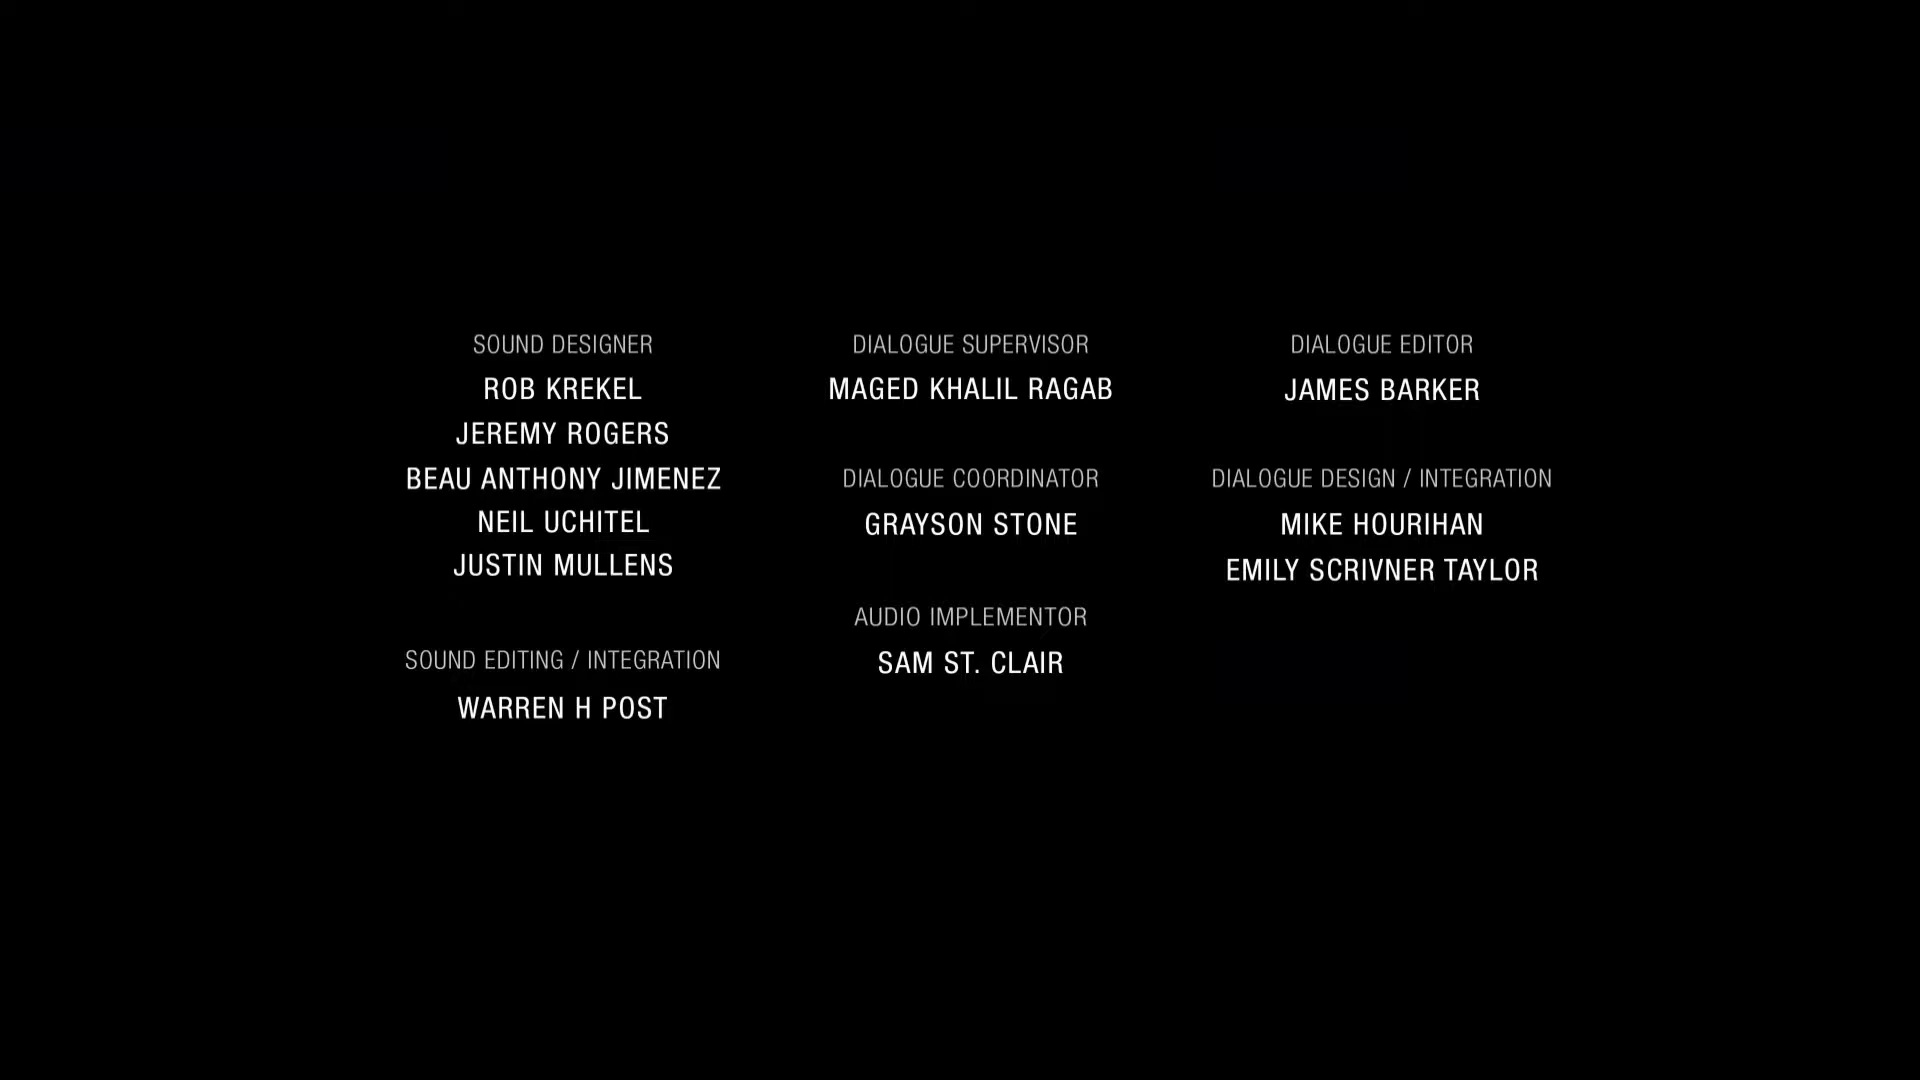 SOUND DESIGNER
ROB KREKEL
JEREMY ROGERS
BEAU ANTHONY JIMENEZ
NEIL UCHITEL
JUSTIN MULLENS
SOUND EDITING / INTEGRATION
WARREN H POST
DIALOGUE SUPERVISOR
MAGED KHALIL RAGAB
DIALOGUE COORDINATOR
GRAYSON STONE
AUDIO IMPLEMENTOR
SAM ST. CLAIR
DIALOGUE EDITOR
JAMES BARKER
DIALOGUE DESIGN / INTEGRATION
MIKE HOURIHAN
EMILY SCRIVNER TAYLOR